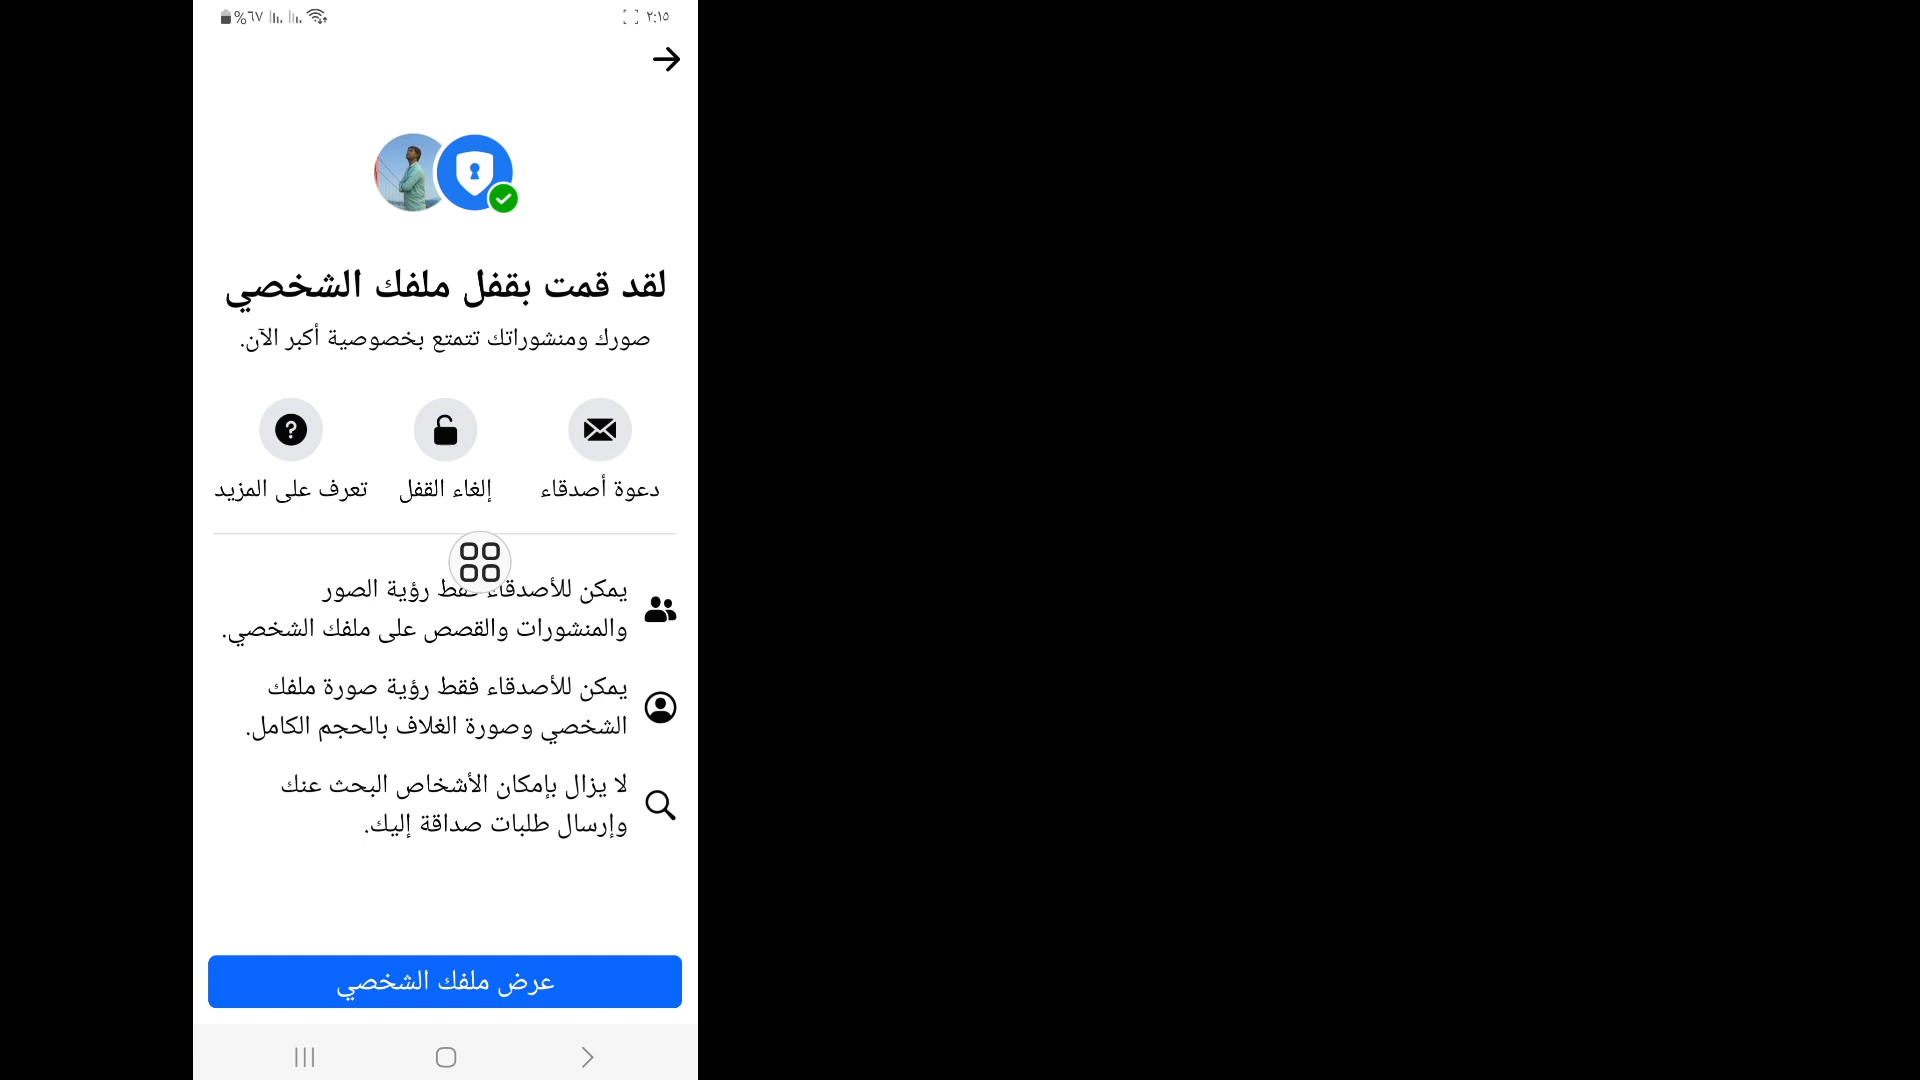 ٢:١٥
%٦٧
لقد قمت بقفل ملفك الشخصي
صورك ومنشوراتك تتمتع بخصوصية أكبر الآن.
دعوة أصدقاء
إلغاء القفل
تعرف على المزيد
يمكن للأصدقاء فقط رؤية الصور
والمنشورات والقصص على ملفك الشخصي.
يمكن للأصدقاء فقط رؤية صورة ملفك
الشخصي وصورة الغلاف بالحجم الكامل.
لا يزال بإمكان الأشخاص البحث عنك
وإرسال طلبات صداقة إليك.
عرض ملفك الشخصي